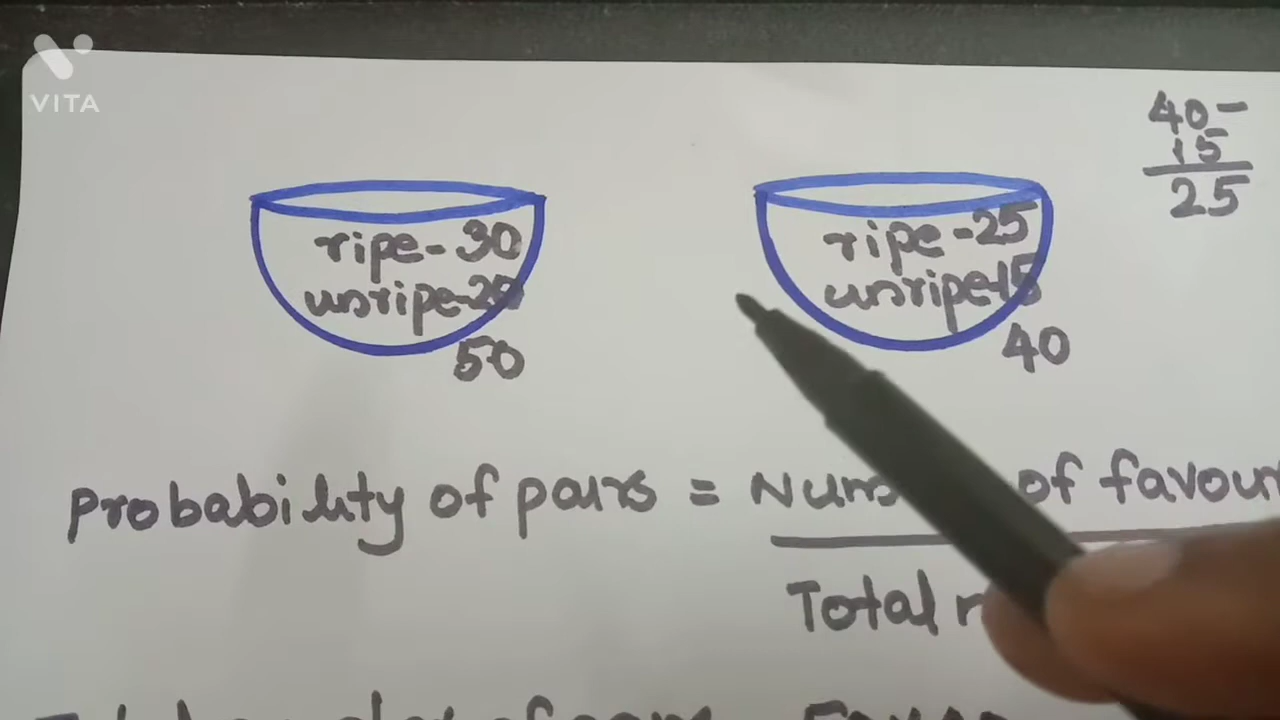 VITA
40-
15
25
ripe-30
unripe-20
50
ripe-25
unripe-15
40
Probability of pairs = of favour
Total
of